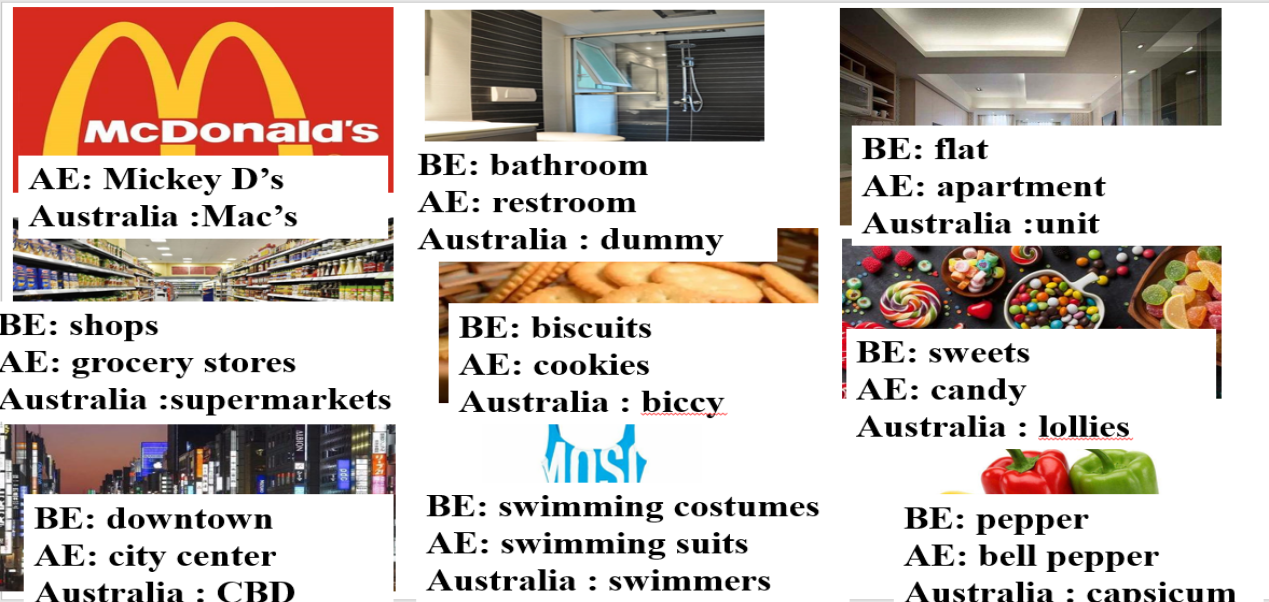 McDonald's
AE: Mickey D’s
Australia :Mac’s
BE: bathroom
AE: restroom
Australia : dummy
BE: flat
AE: apartment
Australia :unit
BE: shops
AE: grocery stores
Australia :supermarkets
BE: biscuits
AE: cookies
Australia : biccy
BE: sweets
AE: candy
Australia : lollies
BE: downtown
AE: city center
Australia : CBD
BE: swimming costumes
AE: swimming suits
Australia : swimmers
BE: pepper
AE: bell pepper
Australia : capsicum